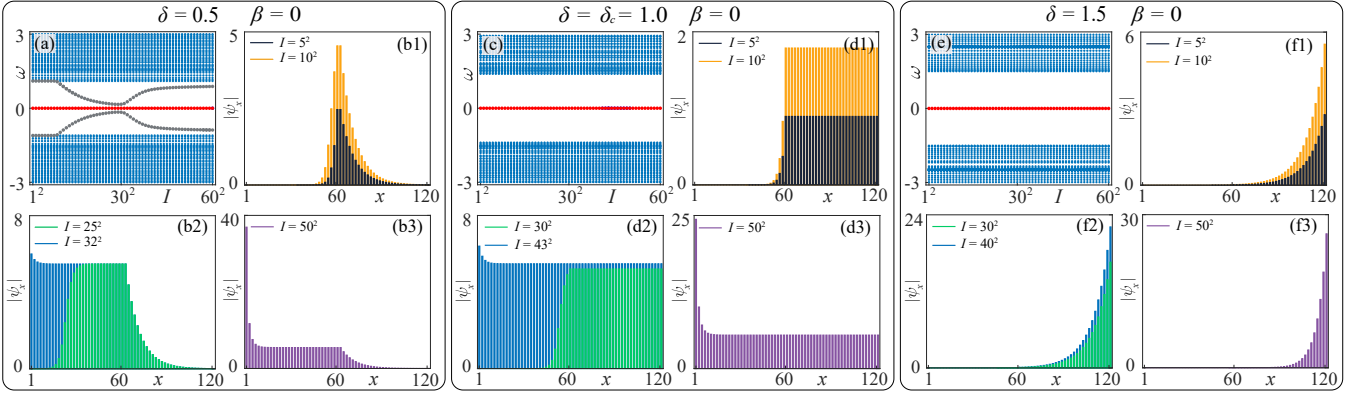 δ = 0.5 β = 0
(a)
3
ω
0
-3
1² 30² I 60²
(b1)
I = 5²
I = 10²
5
|ψₓ|
0
1 60 x 120
(b2)
I = 25²
I = 32²
8
|ψₓ|
0
1 60 x 120
(b3)
I = 50²
40
|ψₓ|
0
1 60 x 120
δ = δ_c = 1.0 β = 0
(c)
3
ω
0
-3
1² 30² I 60²
(d1)
I = 5²
I = 10²
2
|ψₓ|
0
1 60 x 120
(d2)
I = 30²
I = 43²
8
|ψₓ|
0
1 60 x 120
(d3)
I = 50²
25
|ψₓ|
0
1 60 x 120
δ = 1.5 β = 0
(e)
3
ω
0
-3
1² 30² I 60²
(f1)
I = 5²
I = 10²
6
|ψₓ|
0
1 60 x 120
(f2)
I = 30²
I = 40²
24
|ψₓ|
0
1 60 x 120
(f3)
I = 50²
30
|ψₓ|
0
1 60 x 120